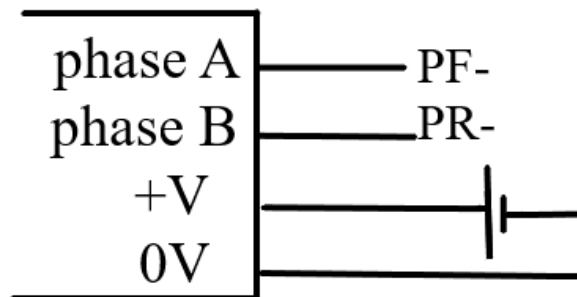 phase A PF-
phase B PR-
+V
0V